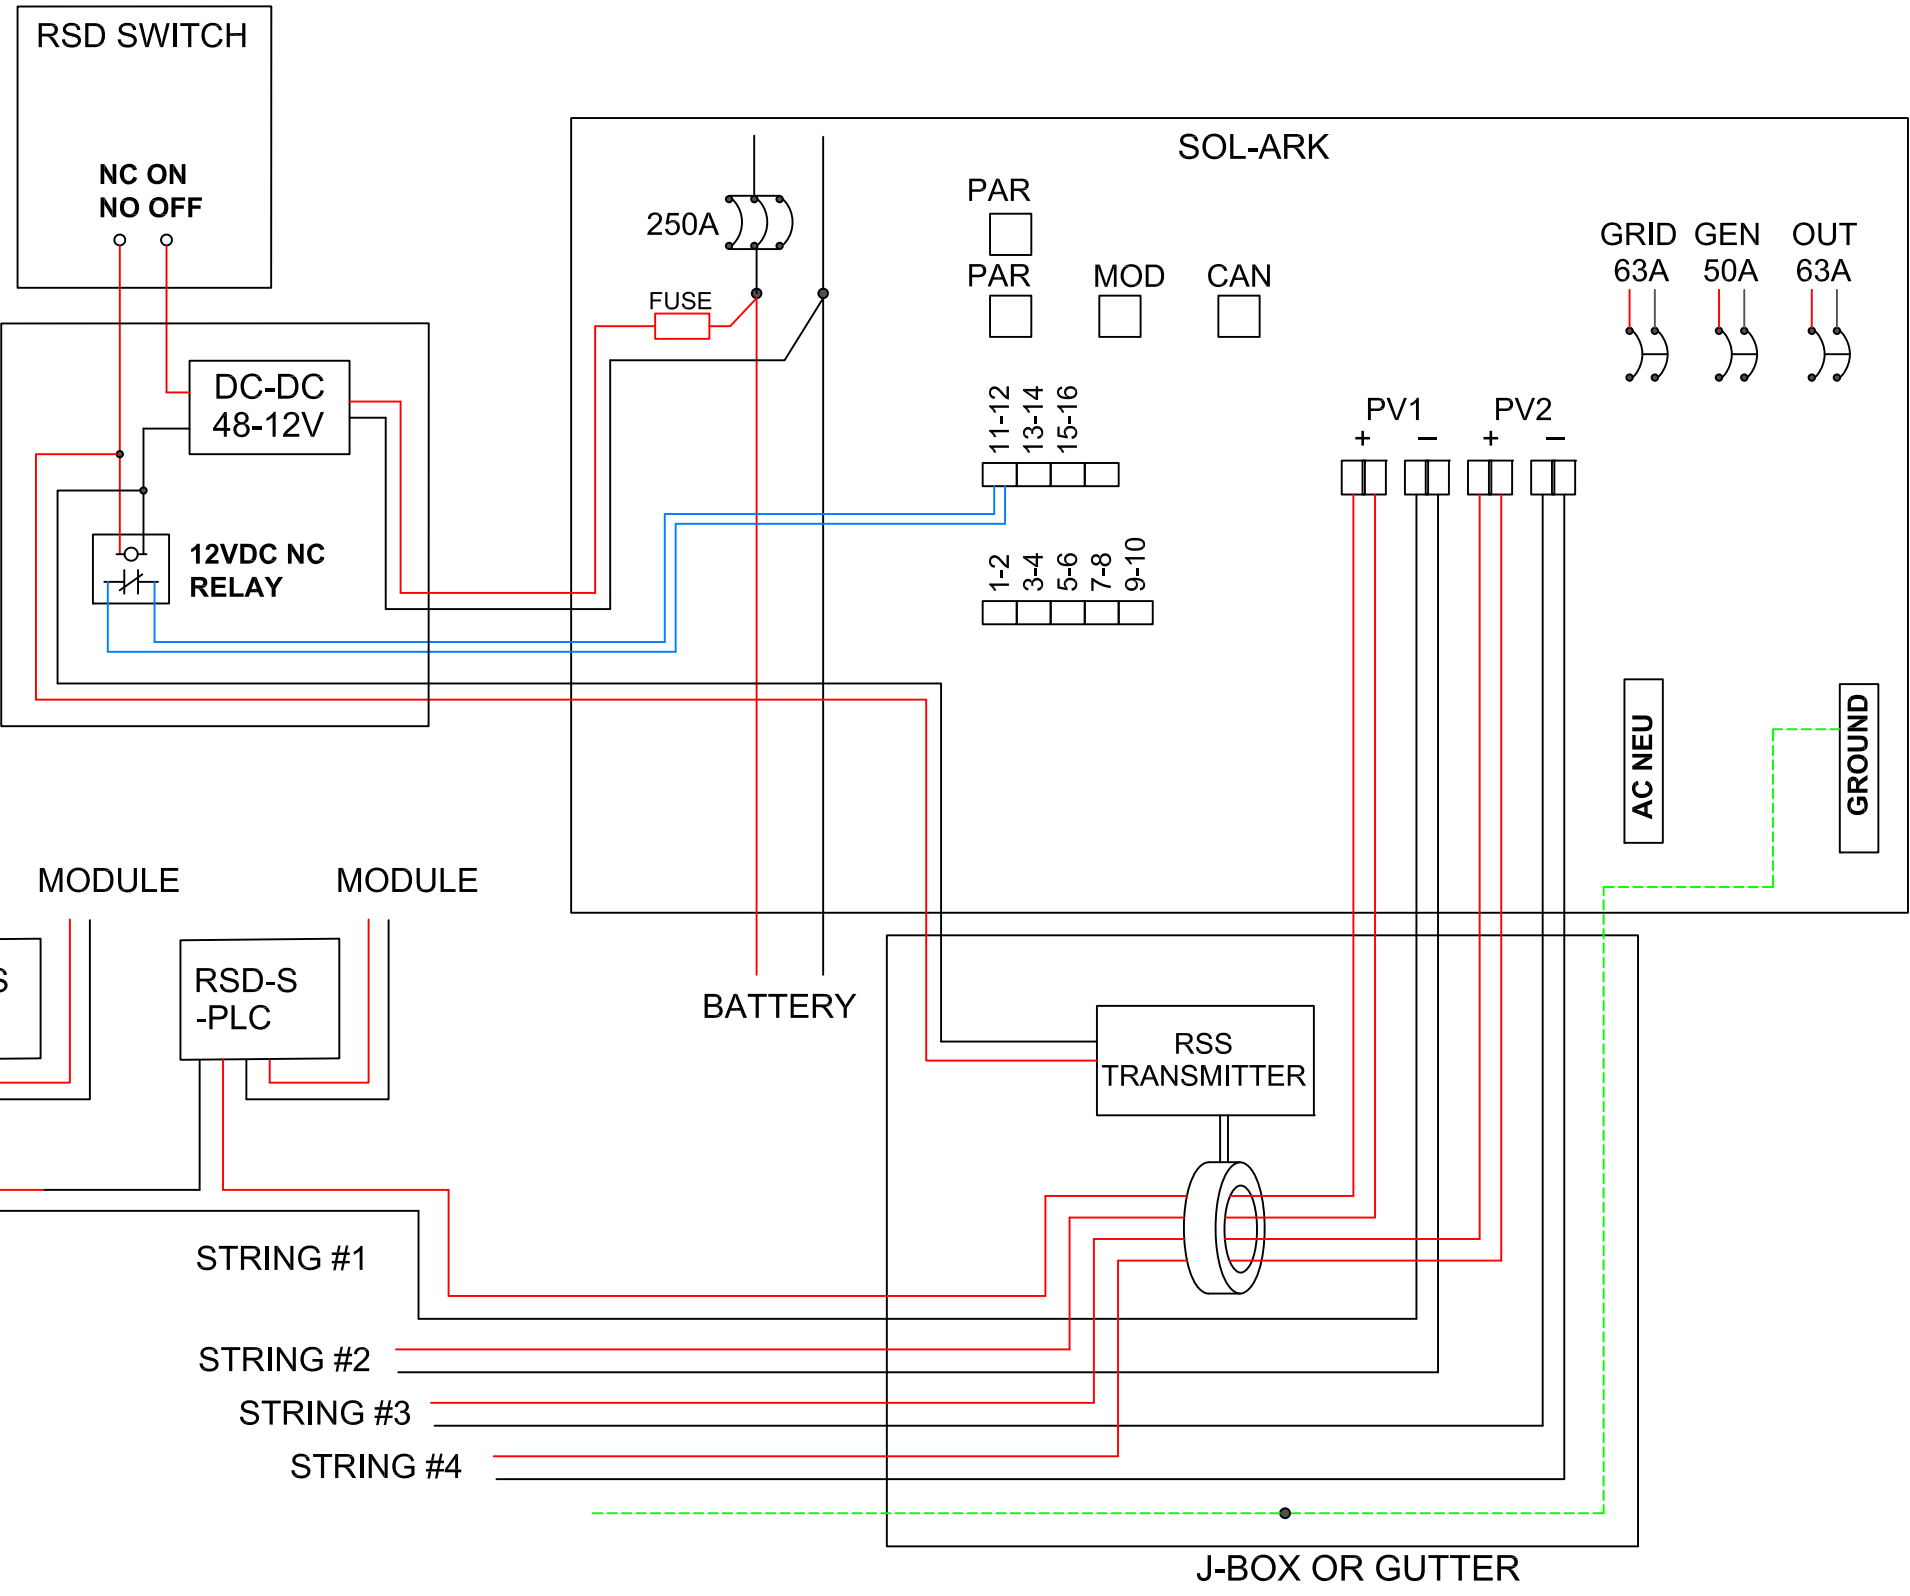 RSD SWITCH
NC ON
NO OFF
SOL-ARK
250A
FUSE
PAR
PAR
MOD
CAN
GRID
63A
GEN
50A
OUT
63A
DC-DC
48-12V
12VDC NC
RELAY
11-12
13-14
15-16
1-2
3-4
5-6
7-8
9-10
PV1
+
−
PV2
+
−
AC NEU
GROUND
MODULE
MODULE
S
RSD-S
-PLC
BATTERY
RSS
TRANSMITTER
STRING #1
STRING #2
STRING #3
STRING #4
J-BOX OR GUTTER